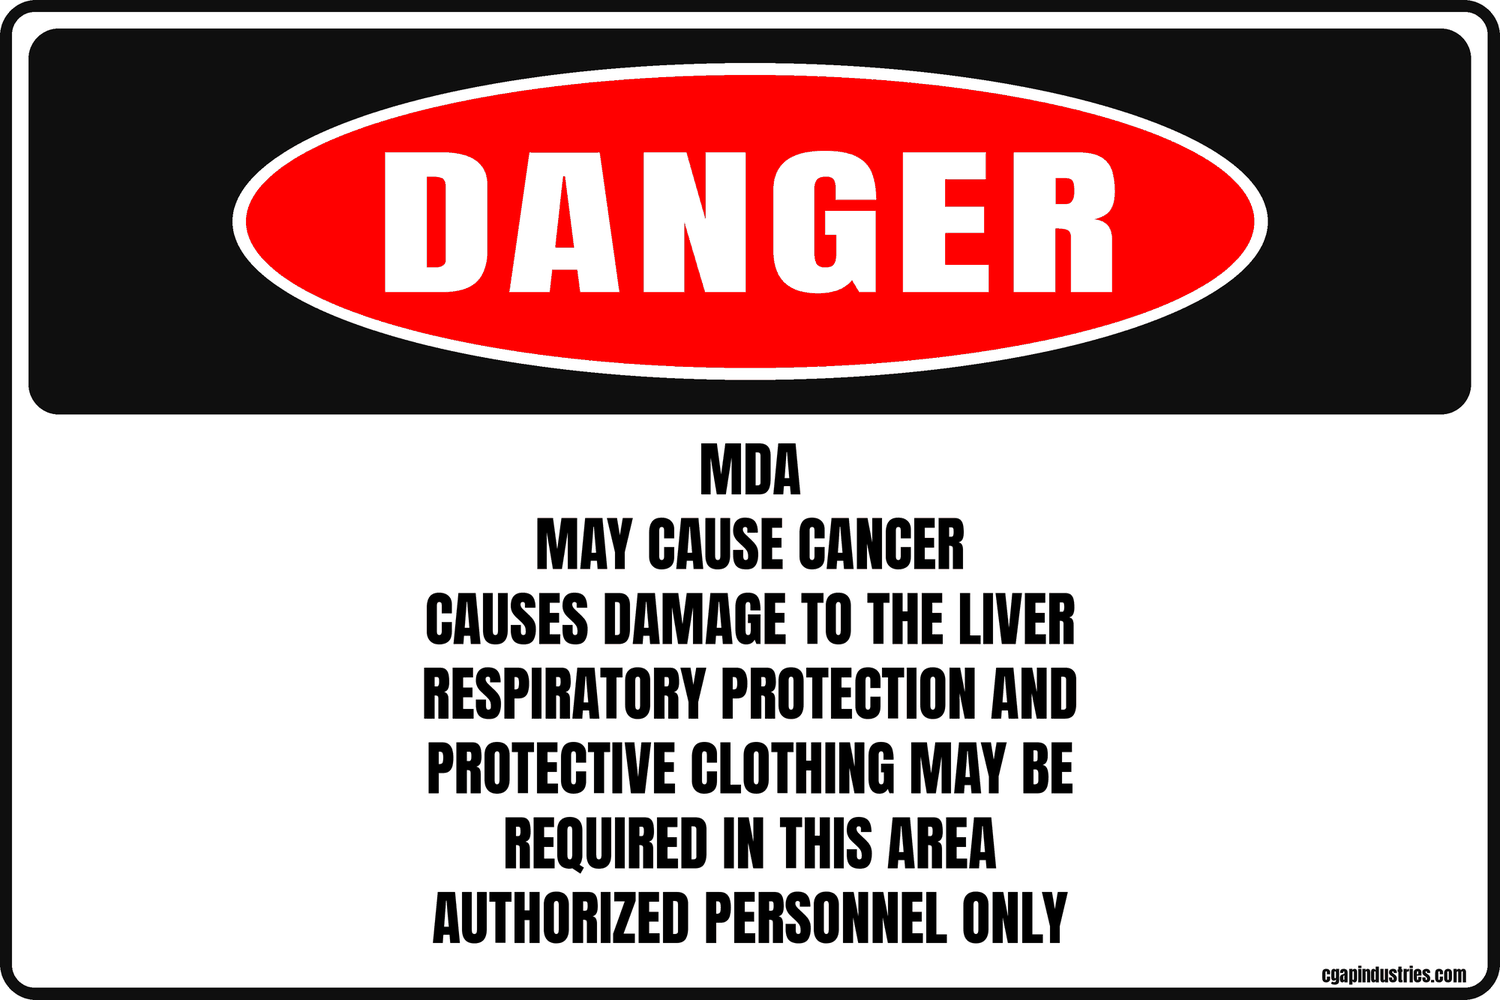 DANGER
MDA
MAY CAUSE CANCER
CAUSES DAMAGE TO THE LIVER
RESPIRATORY PROTECTION AND
PROTECTIVE CLOTHING MAY BE
REQUIRED IN THIS AREA
AUTHORIZED PERSONNEL ONLY
cgapindustries.com